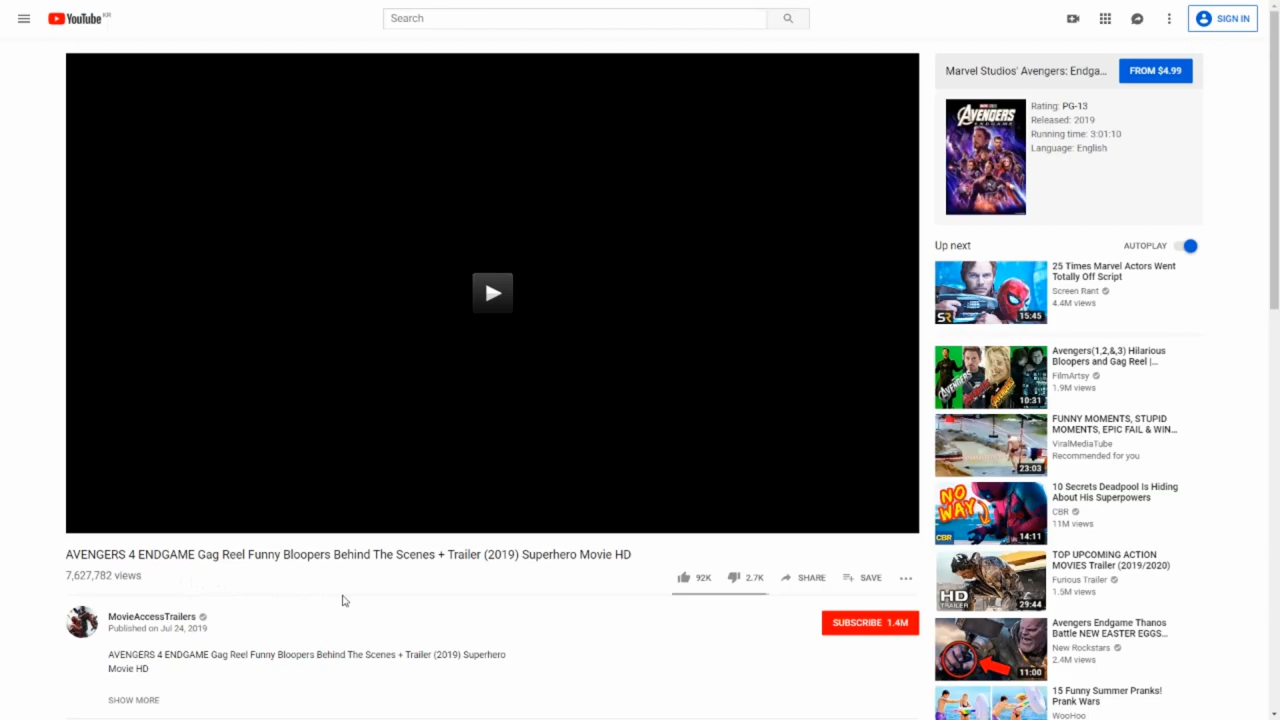 YouTube KR
Search
SIGN IN
Marvel Studios' Avengers: Endga...
FROM $4.99
AVENGERS
Rating: PG-13
Released: 2019
Running time: 3:01:10
Language: English
Up next
AUTOPLAY
SR
15:45
25 Times Marvel Actors Went
Totally Off Script
Screen Rant
4.4M views
10:31
Avengers(1,2,&,3) Hilarious
Bloopers and Gag Reel |...
FilmArtsy
1.9M views
23:03
FUNNY MOMENTS, STUPID
MOMENTS, EPIC FAIL & WIN...
ViralMediaTube
Recommended for you
NO
WAY
CBR
14:11
10 Secrets Deadpool Is Hiding
About His Superpowers
CBR
11M views
HD
TRAILER
29:44
TOP UPCOMING ACTION
MOVIES Trailer (2019/2020)
Furious Trailer
1.5M views
11:00
Avengers Endgame Thanos
Battle NEW EASTER EGGS...
New Rockstars
2.4M views
15 Funny Summer Pranks!
Prank Wars
WooHoo
AVENGERS 4 ENDGAME Gag Reel Funny Bloopers Behind The Scenes + Trailer (2019) Superhero Movie HD
7,627,782 views
92K
2.7K
SHARE
SAVE
MovieAccessTrailers
Published on Jul 24, 2019
SUBSCRIBE 1.4M
AVENGERS 4 ENDGAME Gag Reel Funny Bloopers Behind The Scenes + Trailer (2019) Superhero
Movie HD
SHOW MORE